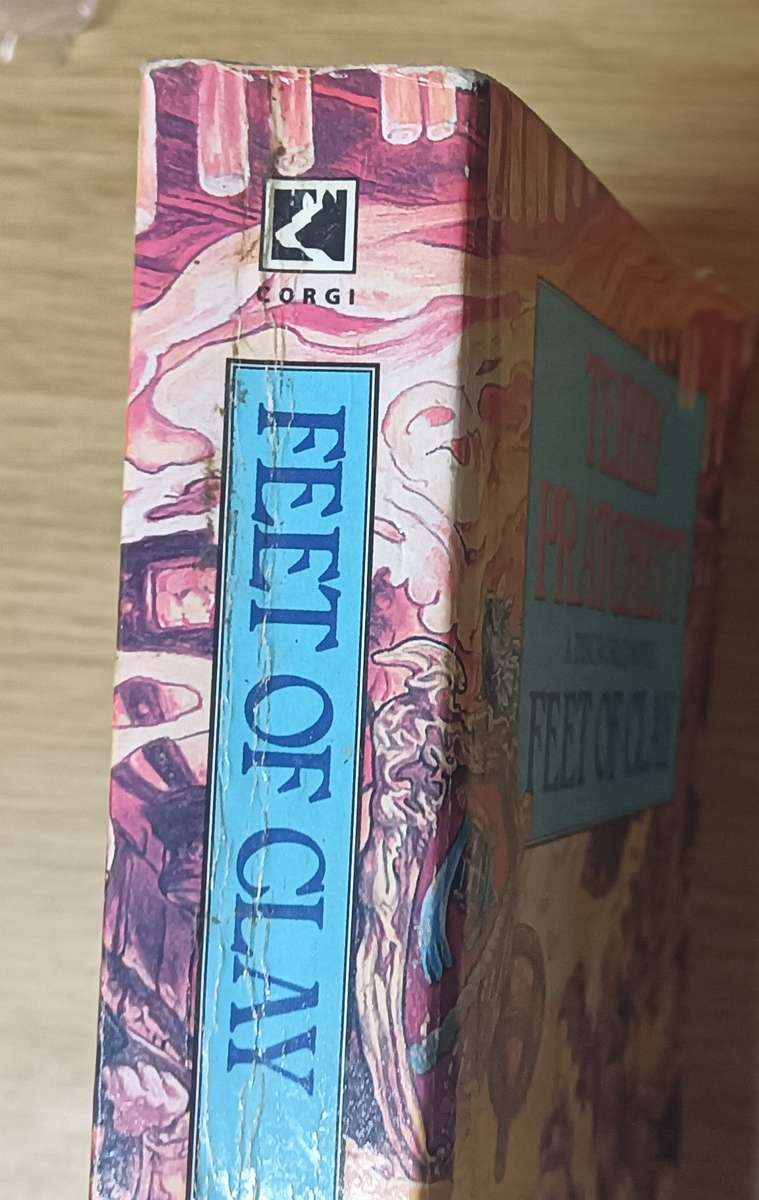 CORGI
FEET OF CLAY
TERRY
PRATCHETT
A DISCWORLD NOVEL
FEET OF CLAY